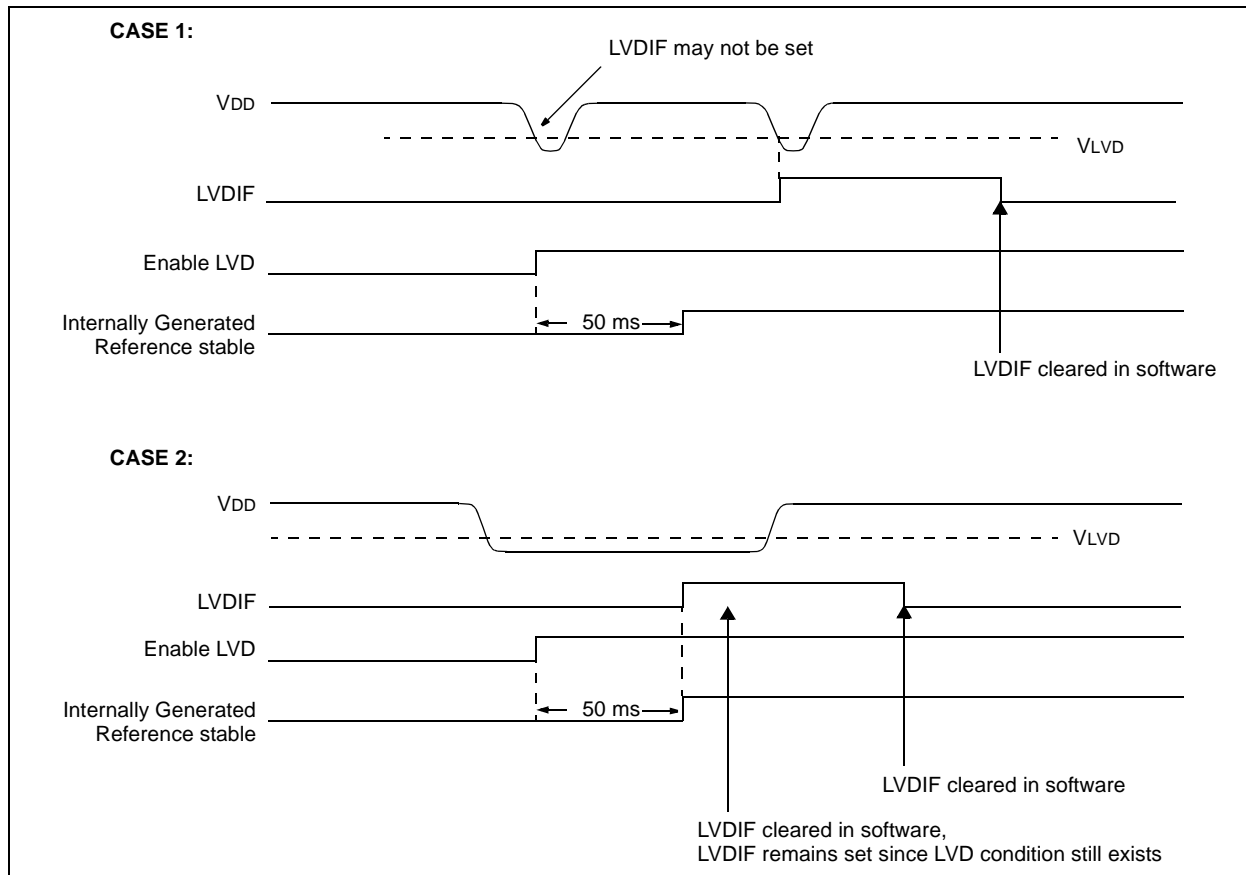 CASE 1:
LVDIF may not be set
VDD
VLVD
LVDIF
Enable LVD
50 ms
Internally Generated
Reference stable
LVDIF cleared in software
CASE 2:
VDD
VLVD
LVDIF
Enable LVD
50 ms
Internally Generated
Reference stable
LVDIF cleared in software
LVDIF cleared in software,
LVDIF remains set since LVD condition still exists